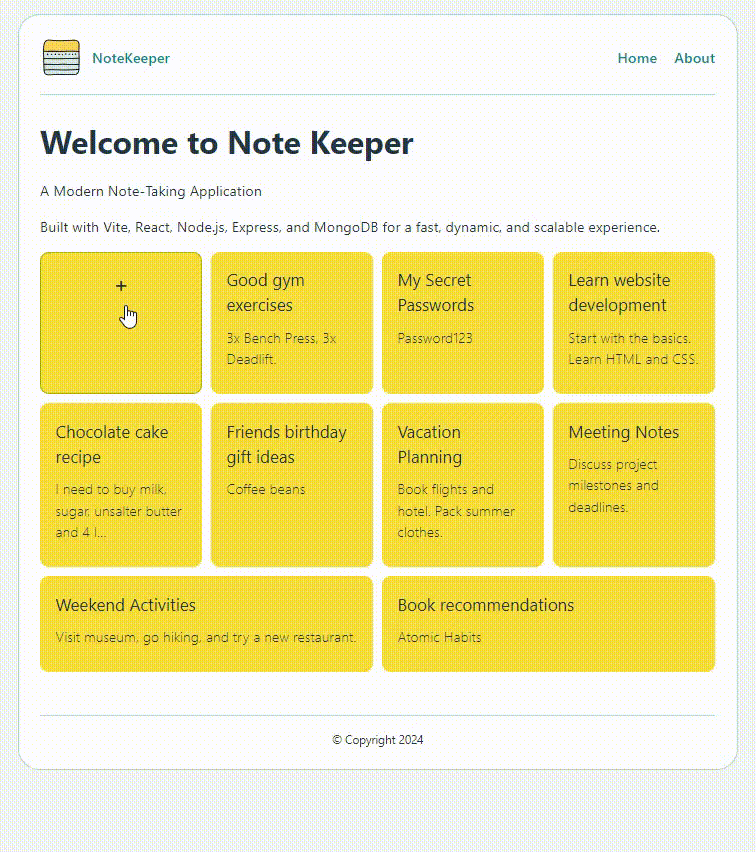 NoteKeeper
Home About
Welcome to Note Keeper
A Modern Note-Taking Application
Built with Vite, React, Node.js, Express, and MongoDB for a fast, dynamic, and scalable experience.
+
Good gym
exercises
3x Bench Press, 3x
Deadlift.
My Secret
Passwords
Password123
Learn website
development
Start with the basics.
Learn HTML and CSS.
Chocolate cake
recipe
I need to buy milk,
sugar, unsalter butter
and 4 l...
Friends birthday
gift ideas
Coffee beans
Vacation
Planning
Book flights and
hotel. Pack summer
clothes.
Meeting Notes
Discuss project
milestones and
deadlines.
Weekend Activities
Visit museum, go hiking, and try a new restaurant.
Book recommendations
Atomic Habits
© Copyright 2024